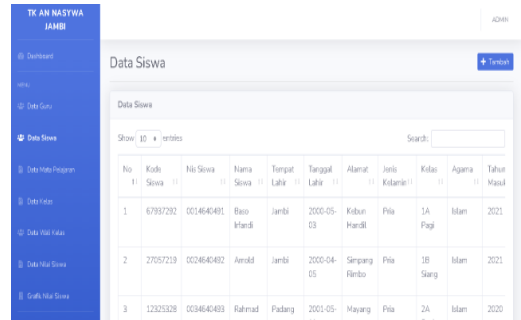 TK AN NASYWA
JAMBI
ADMIN
Dashboard
MENU
Data Guru
Data Siswa
Data Mata Pelajaran
Data Kelas
Data Wali Kelas
Data Nilai Siswa
Grafik Nilai Siswa
Data Siswa
+ Tambah
Data Siswa
Show 10 entries
Search:
No Kode Siswa Nis Siswa Nama Siswa Tempat Lahir Tanggal Lahir Alamat Jenis Kelamin Kelas Agama Tahun Masuk
1 67937292 0014640491 Baso Irfandi Jambi 2000-05-03 Kebun Handil Pria 1A Pagi Islam 2021
2 27057219 0024640492 Arnold Jambi 2000-04-05 Simpang Rimbo Pria 1B Siang Islam 2021
3 12325328 0034640493 Rahmad Padang 2001-05- Mayang Pria 2A Islam 2020